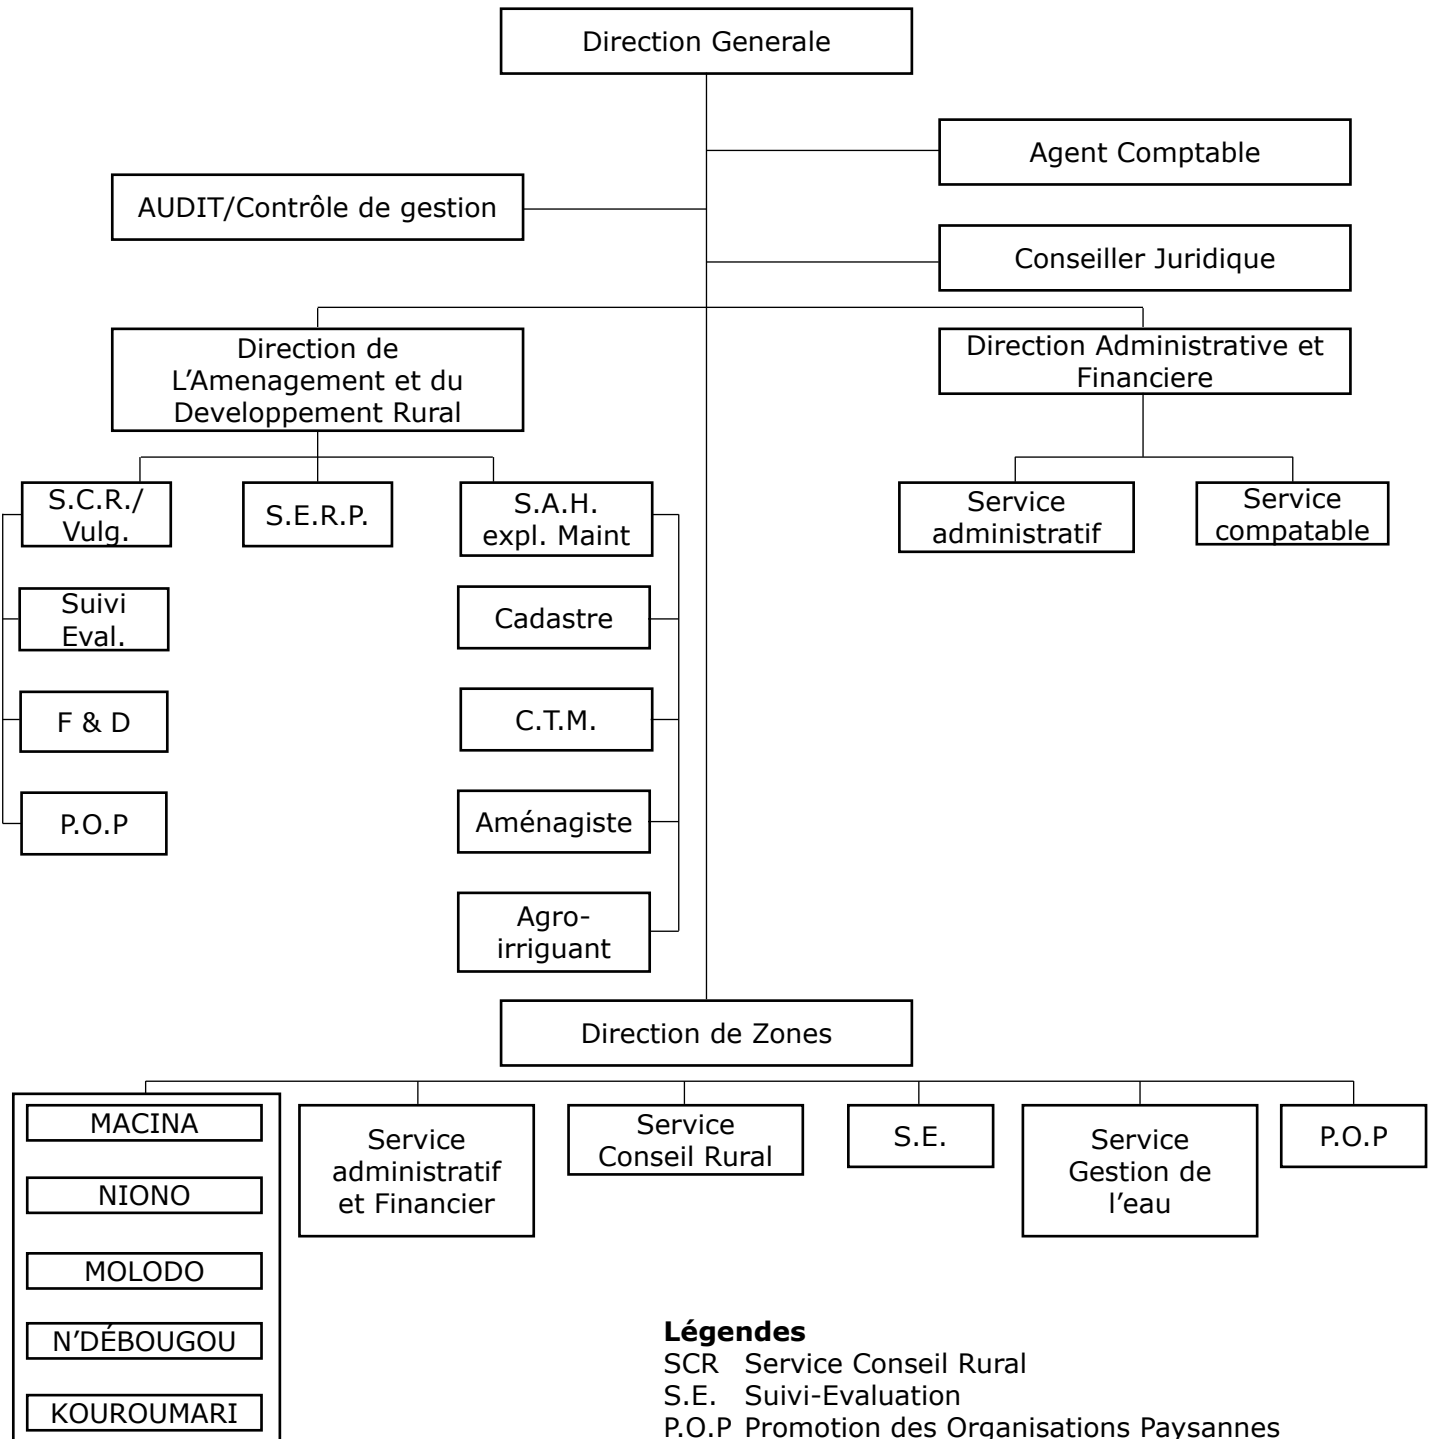 Direction Generale
Agent Comptable
AUDIT/Contrôle de gestion
Conseiller Juridique
Direction de
L’Amenagement et du
Developpement Rural
Direction Administrative et
Financiere
S.C.R./
Vulg.
S.E.R.P.
S.A.H.
expl. Maint
Service
administratif
Service
compatable
Suivi
Eval.
Cadastre
F & D
C.T.M.
P.O.P
Aménagiste
Agro-
irriguant
Direction de Zones
MACINA
NIONO
MOLODO
N’DÉBOUGOU
KOUROUMARI
Service
administratif
et Financier
Service
Conseil Rural
S.E.
Service
Gestion de
l’eau
P.O.P
Légendes
SCR Service Conseil Rural
S.E. Suivi-Evaluation
P.O.P Promotion des Organisations Paysannes